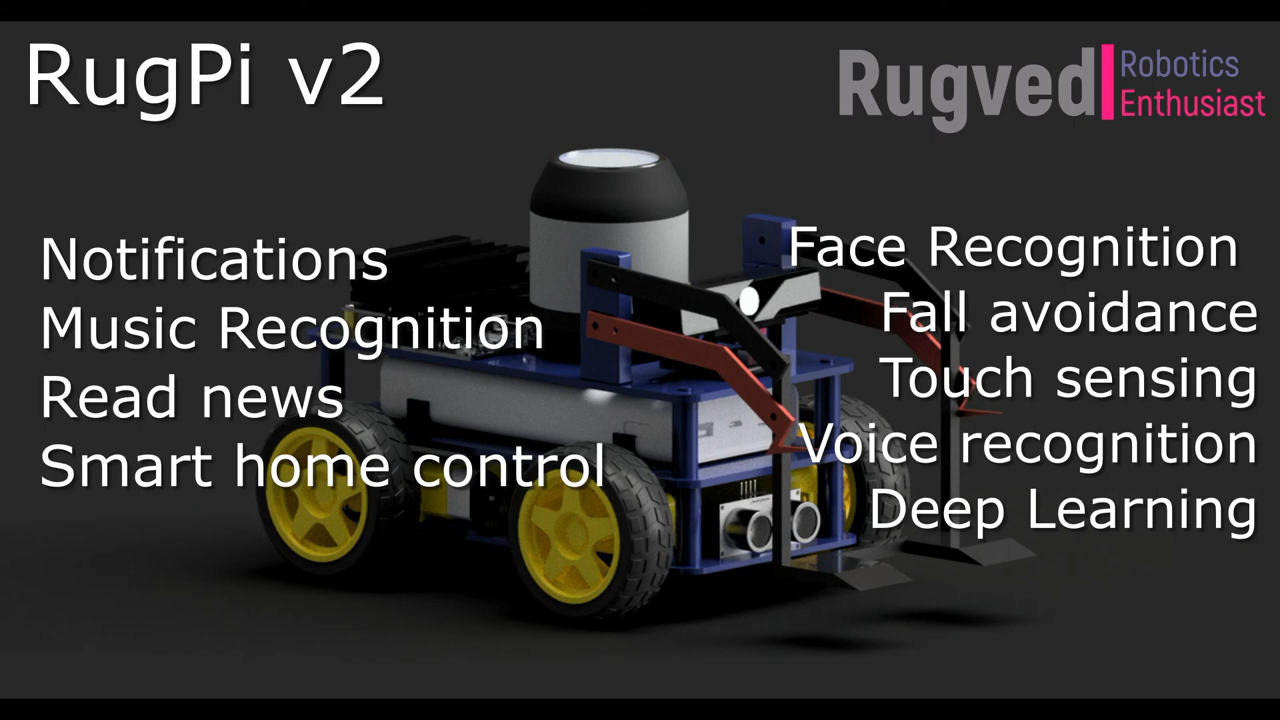 RugPi v2
Rugved
Robotics
Enthusiast
Notifications
Music Recognition
Read news
Smart home control
Face Recognition
Fall avoidance
Touch sensing
Voice recognition
Deep Learning